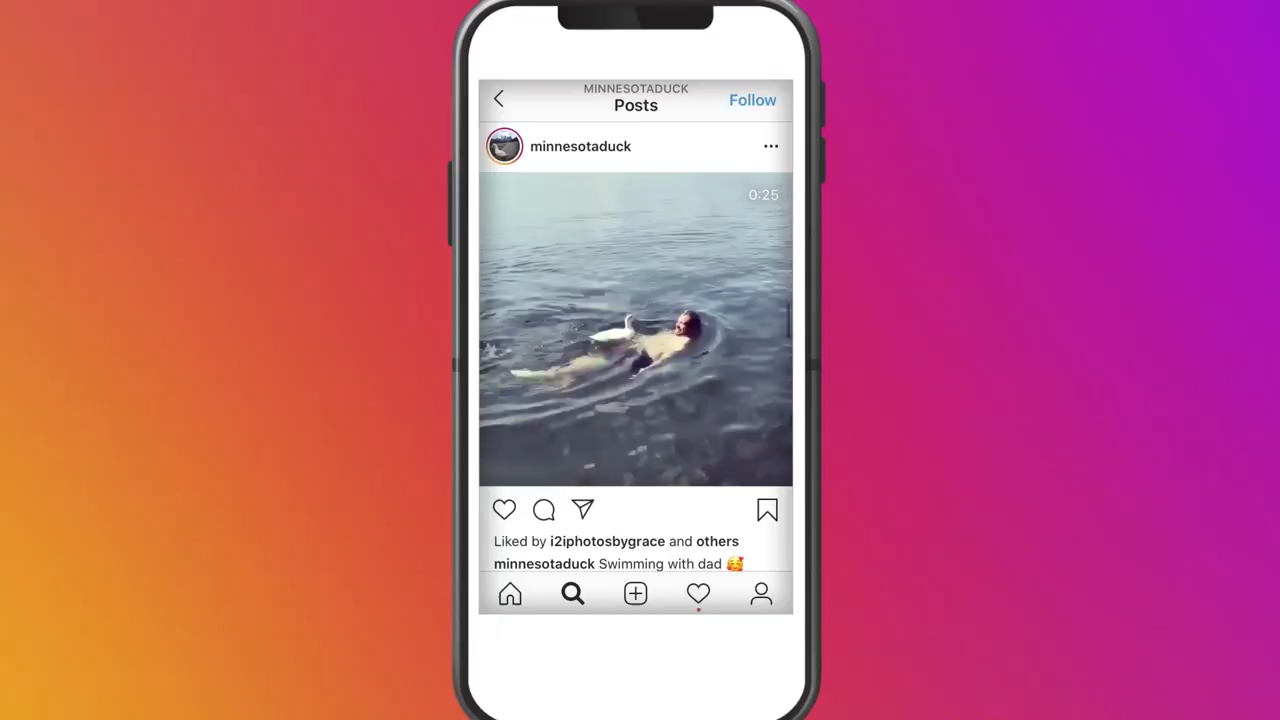 MINNESOTADUCK
Posts
Follow
minnesotaduck
0:25
Liked by i2iphotosbygrace and others
minnesotaduck Swimming with dad 🥰